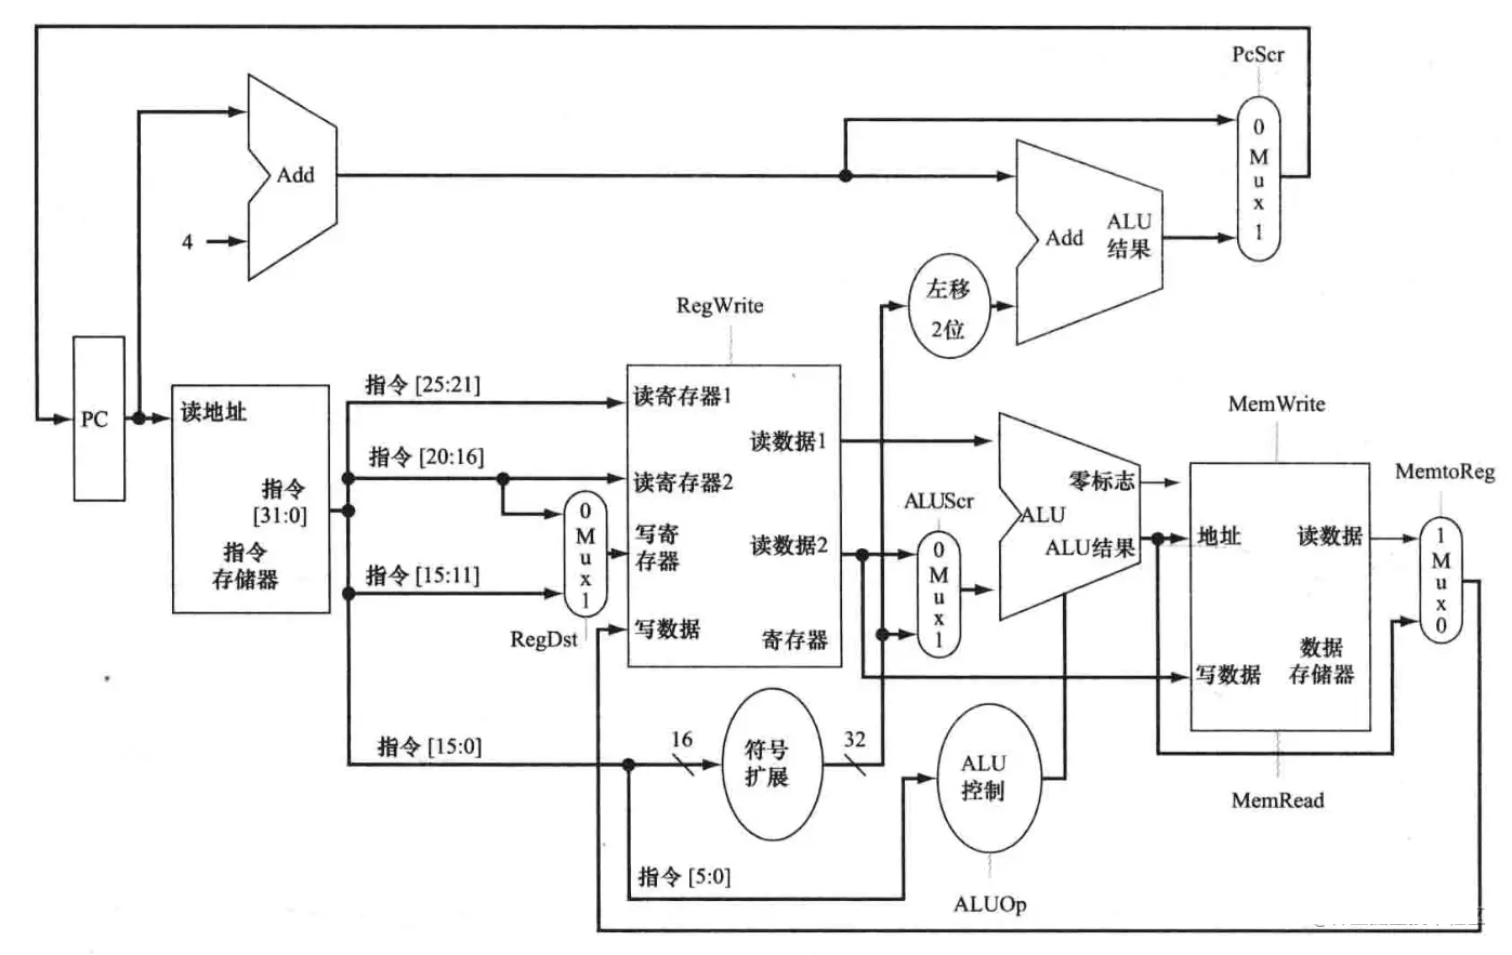 PcScr
0
M
u
x
1
Add
4
Add
ALU
结果
左移
2位
RegWrite
PC
读地址
指令
[31:0]
指令
存储器
指令 [25:21]
指令 [20:16]
指令 [15:11]
0
M
u
x
1
RegDst
读寄存器1
读寄存器2
写寄
存器
写数据
读数据1
读数据2
寄存器
ALUScr
0
M
u
x
1
零标志
ALU
ALU结果
MemWrite
地址
读数据
写数据
数据
存储器
MemRead
MemtoReg
1
M
u
x
0
指令 [15:0]
16
符号
扩展
32
ALU
控制
指令 [5:0]
ALUOp